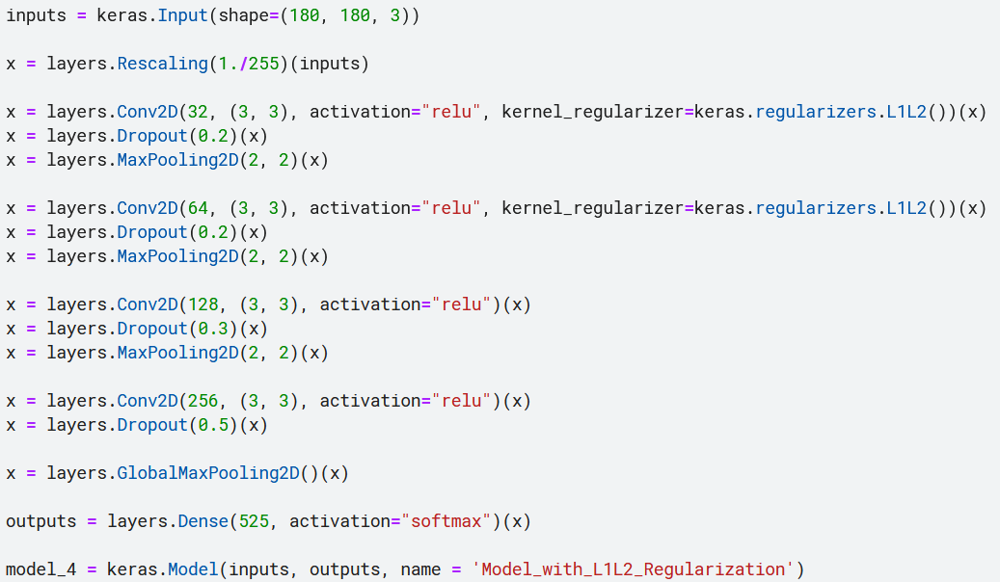 inputs = keras.Input(shape=(180, 180, 3))
x = layers.Rescaling(1./255)(inputs)
x = layers.Conv2D(32, (3, 3), activation="relu", kernel_regularizer=keras.regularizers.L1L2())(x)
x = layers.Dropout(0.2)(x)
x = layers.MaxPooling2D(2, 2)(x)
x = layers.Conv2D(64, (3, 3), activation="relu", kernel_regularizer=keras.regularizers.L1L2())(x)
x = layers.Dropout(0.2)(x)
x = layers.MaxPooling2D(2, 2)(x)
x = layers.Conv2D(128, (3, 3), activation="relu")(x)
x = layers.Dropout(0.3)(x)
x = layers.MaxPooling2D(2, 2)(x)
x = layers.Conv2D(256, (3, 3), activation="relu")(x)
x = layers.Dropout(0.5)(x)
x = layers.GlobalMaxPooling2D()(x)
outputs = layers.Dense(525, activation="softmax")(x)
model_4 = keras.Model(inputs, outputs, name = 'Model_with_L1L2_Regularization')